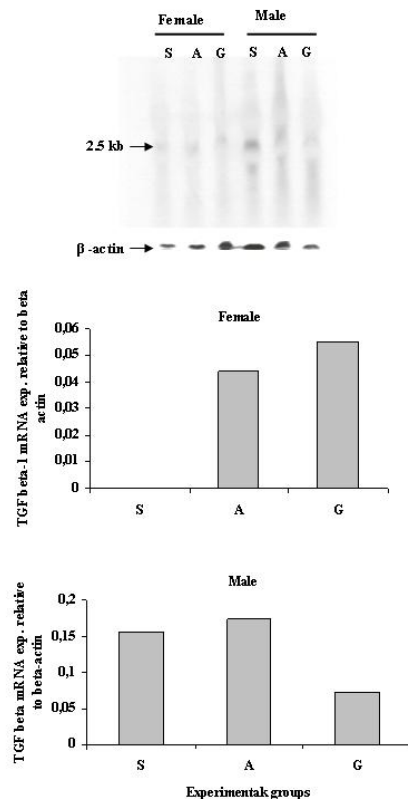 Female Male
S A G S A G
2.5 kb
β -actin
Female
TGF beta-1 mRNA exp. relative to beta
actin
0,06
0,05
0,04
0,03
0,02
0,01
0
S A G
Male
TGF beta mRNA exp. relative
to beta-actin
0,2
0,15
0,1
0,05
0
S A G
Experimentak groups